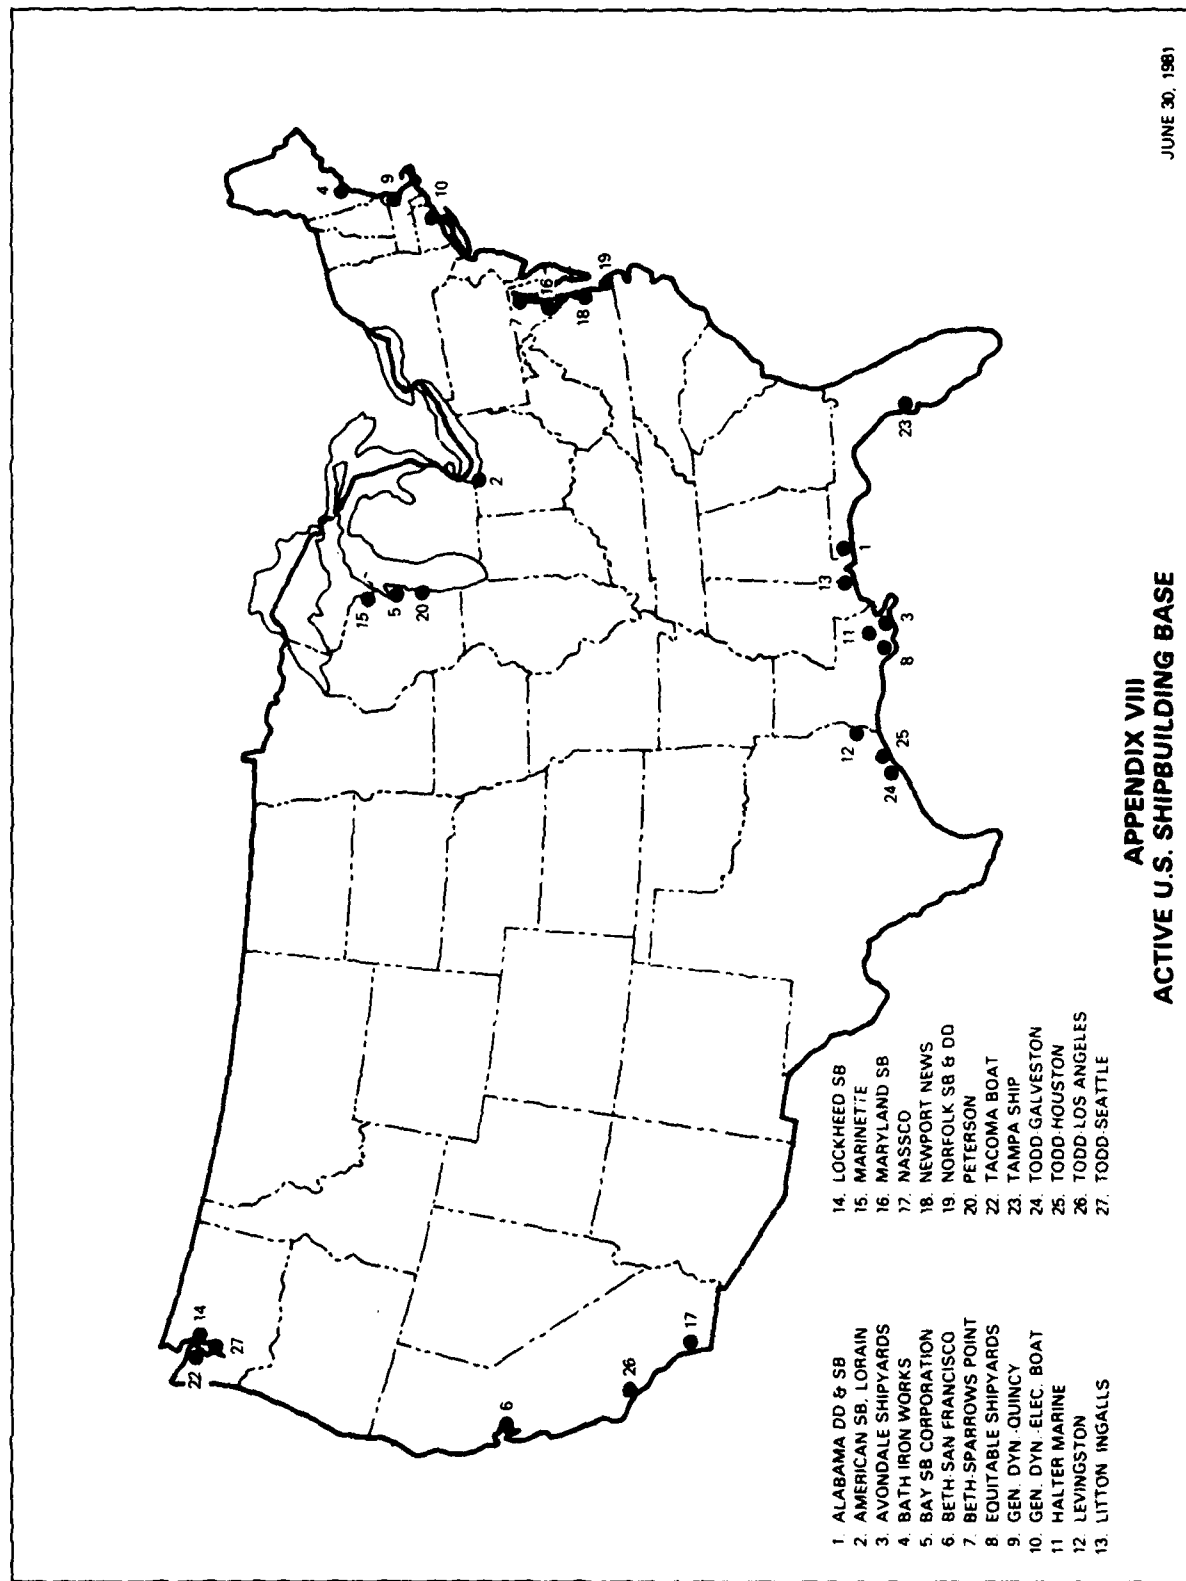 4
9
10
7
16
18
19
2
15
5
20
23
1
13
11
3
8
12
25
24
14
27
22
6
26
17
1. ALABAMA DD & SB
2. AMERICAN SB. LORAIN
3. AVONDALE SHIPYARDS
4. BATH IRON WORKS
5. BAY SB CORPORATION
6. BETH-SAN FRANCISCO
7. BETH-SPARROWS POINT
8. EQUITABLE SHIPYARDS
9. GEN. DYN.-QUINCY
10. GEN. DYN.-ELEC. BOAT
11 HALTER MARINE
12. LEVINGSTON
13. LITTON INGALLS
14. LOCKHEED SB
15. MARINETTE
16. MARYLAND SB
17. NASSCO
18. NEWPORT NEWS
19. NORFOLK SB & DD
20. PETERSON
22. TACOMA BOAT
23. TAMPA SHIP
24. TODD-GALVESTON
25. TODD-HOUSTON
26. TODD-LOS ANGELES
27. TODD-SEATTLE
APPENDIX VIII
ACTIVE U.S. SHIPBUILDING BASE
JUNE 30, 1981